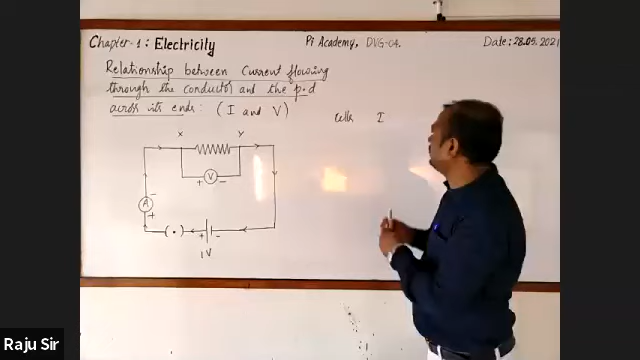 Chapter-1: Electricity
Pi Academy, DVG-04.
Date: 28.05.2021
Relationship between Current flowing
through the conductor and the p.d
across its ends: (I and V)
cells I
X Y
+ V -
- A +
( • ) + -
1V
Raju Sir